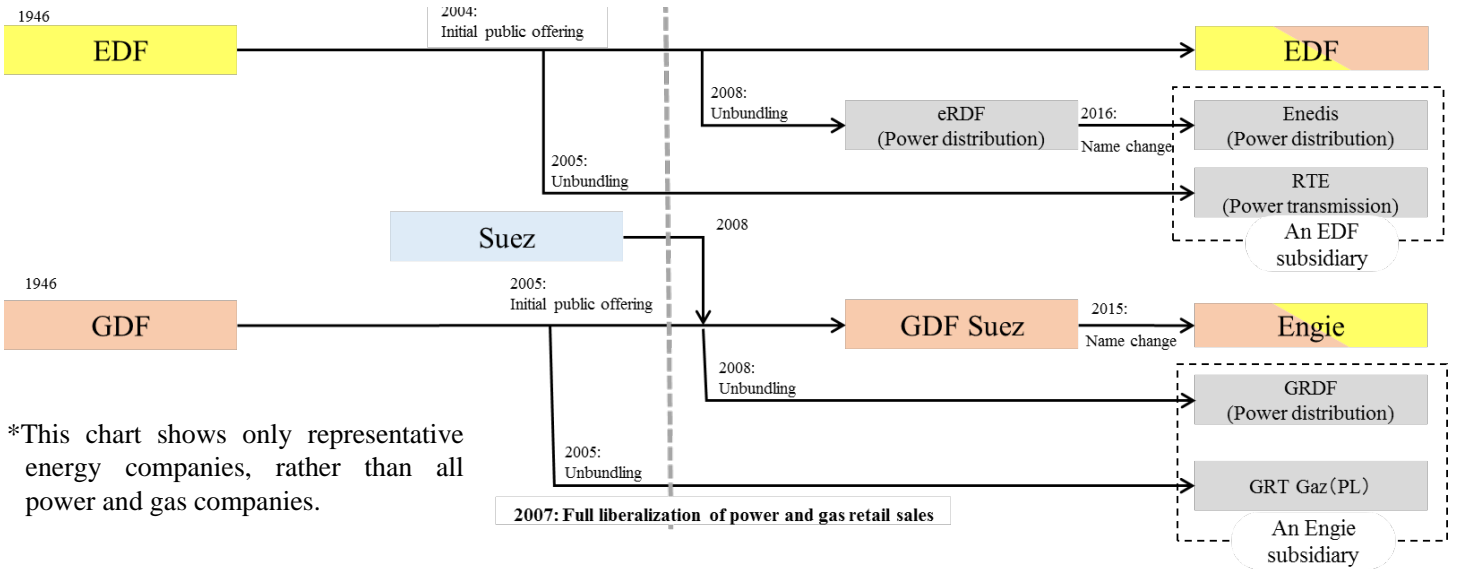 1946
EDF
2004:
Initial public offering
EDF
2008:
Unbundling
eRDF
(Power distribution)
2016:
Name change
Enedis
(Power distribution)
2005:
Unbundling
RTE
(Power transmission)
An EDF
subsidiary
Suez
2008
1946
GDF
2005:
Initial public offering
GDF Suez
2015:
Name change
Engie
2008:
Unbundling
GRDF
(Power distribution)
*This chart shows only representative
energy companies, rather than all
power and gas companies.
2005:
Unbundling
GRT Gaz(PL)
2007: Full liberalization of power and gas retail sales
An Engie
subsidiary